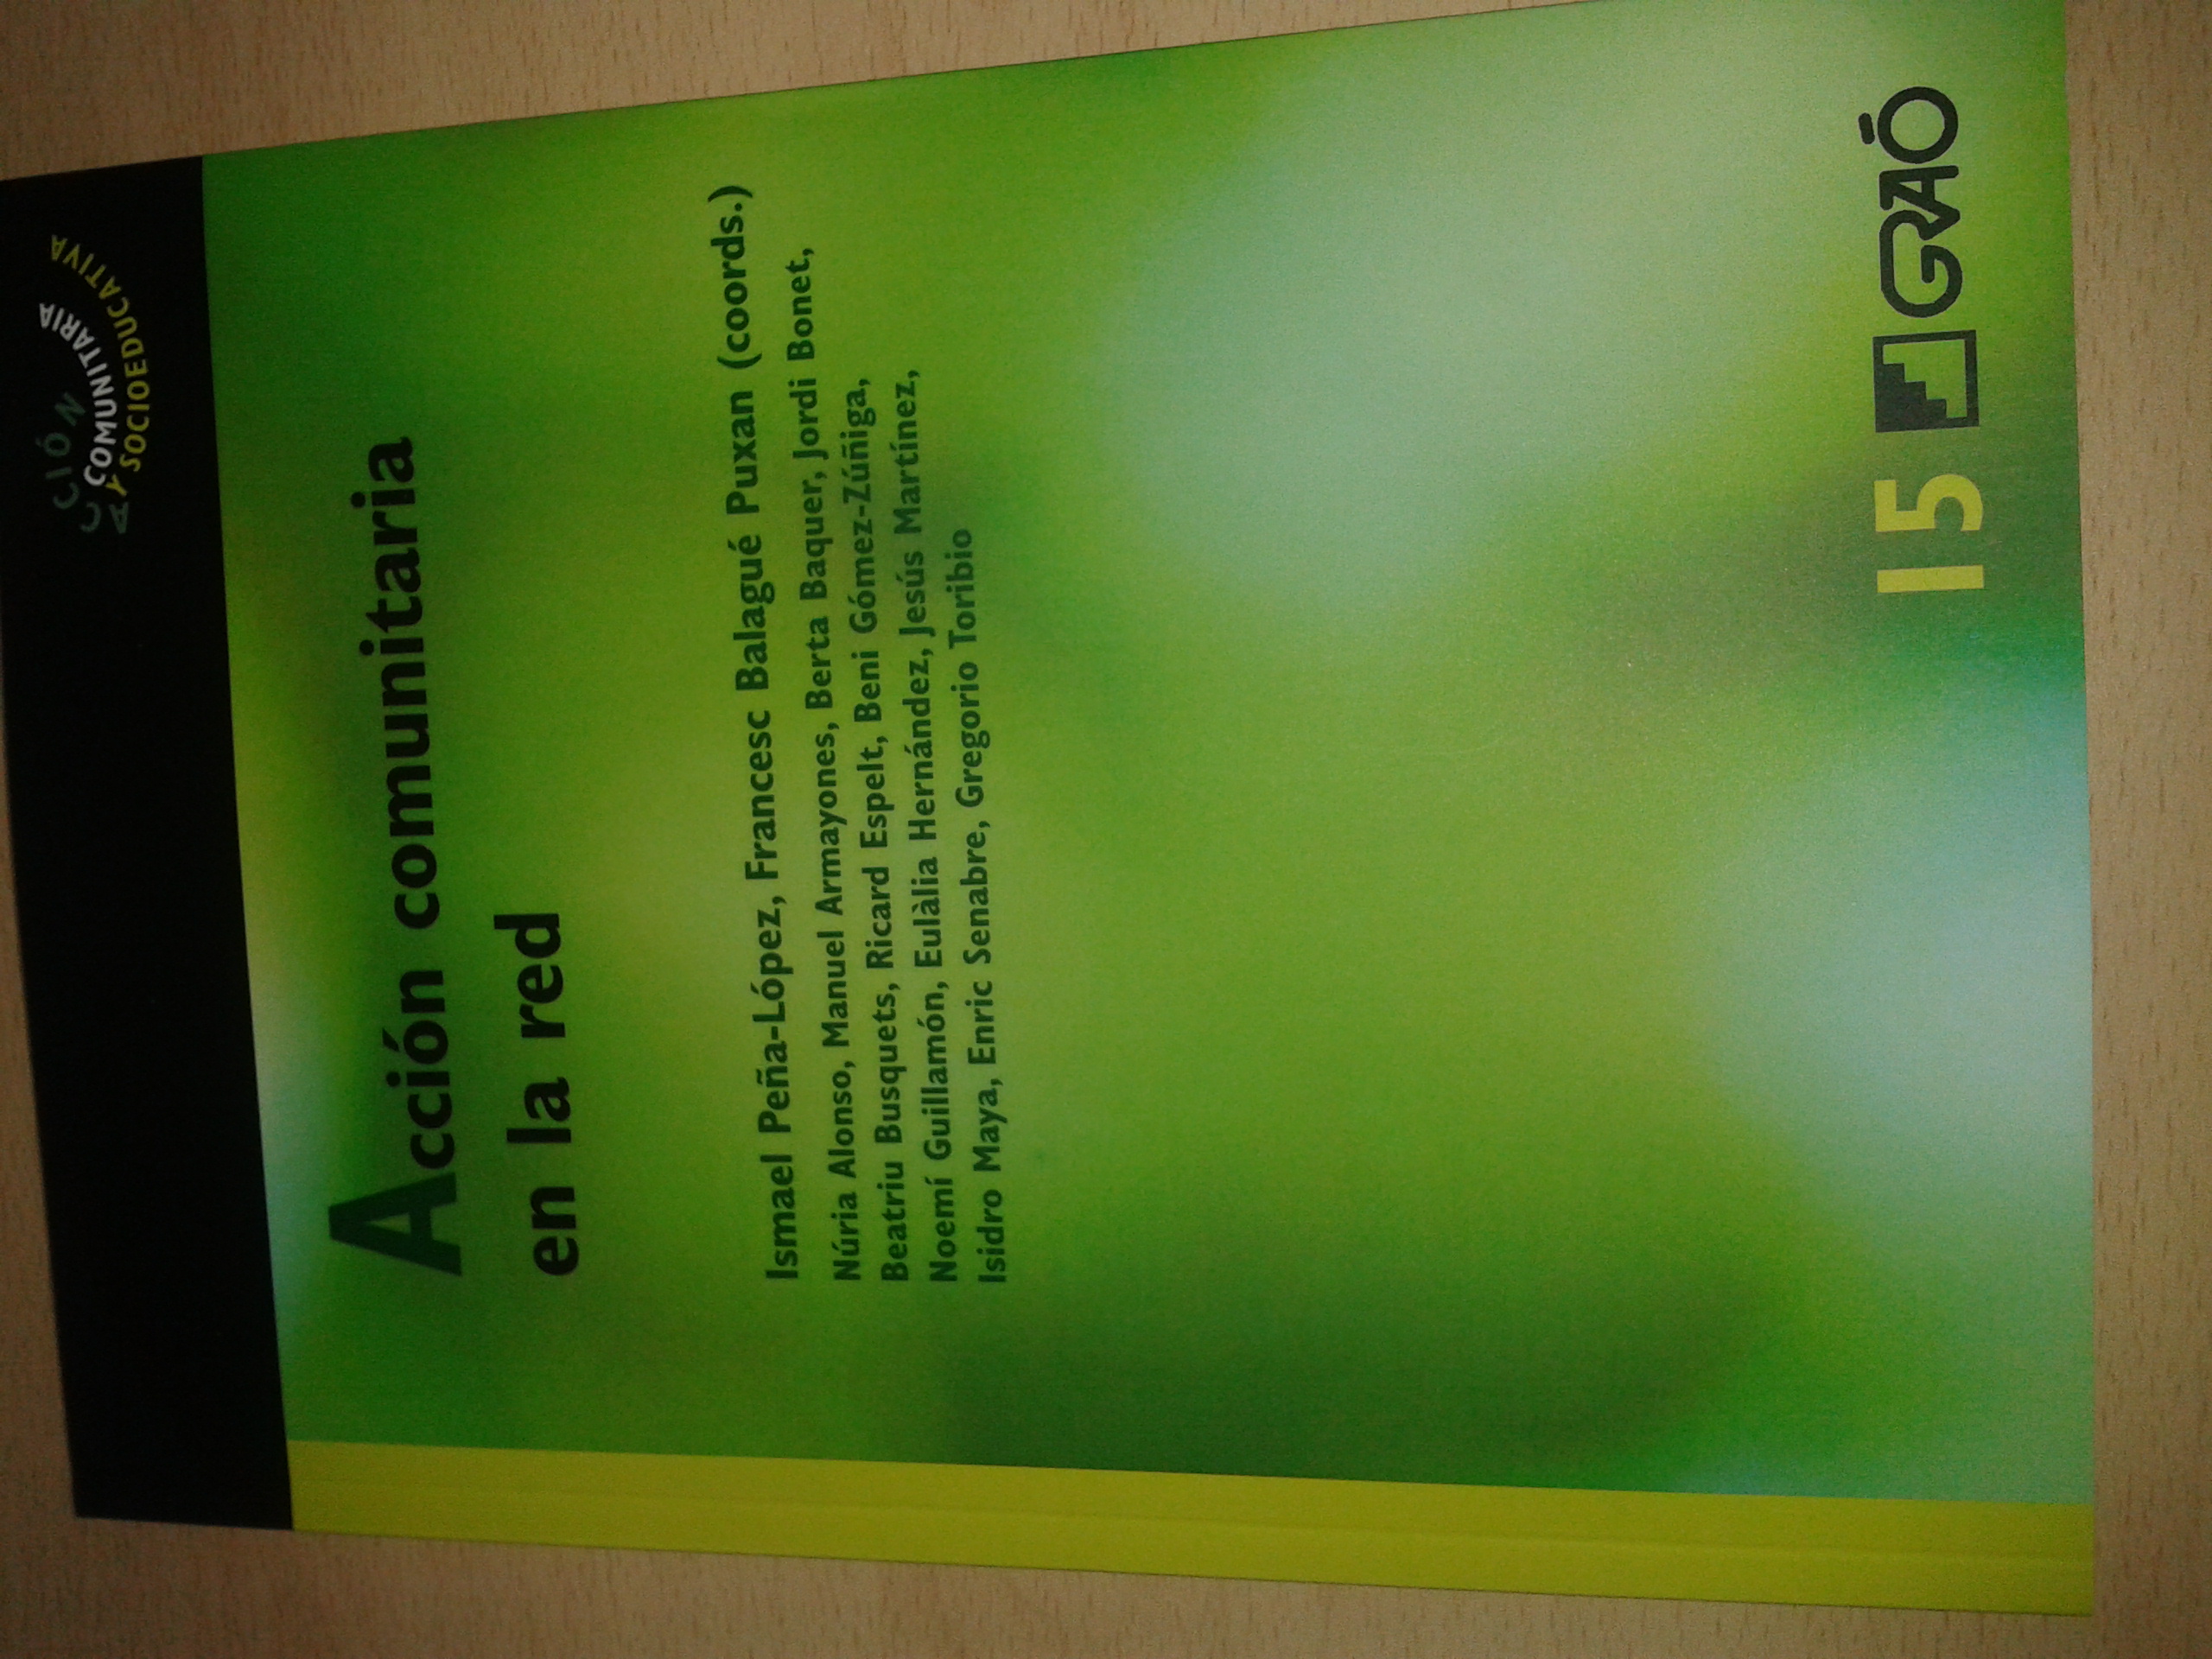 ACCIÓN
COMUNITARIA
Y SOCIOEDUCATIVA
Acción comunitaria
en la red
Ismael Peña-López, Francesc Balagué Puxan (coords.)
Núria Alonso, Manuel Armayones, Berta Baquer, Jordi Bonet,
Beatriu Busquets, Ricard Espelt, Beni Gómez-Zúñiga,
Noemí Guillamón, Eulàlia Hernández, Jesús Martínez,
Isidro Maya, Enric Senabre, Gregorio Toribio
15 GRAÓ